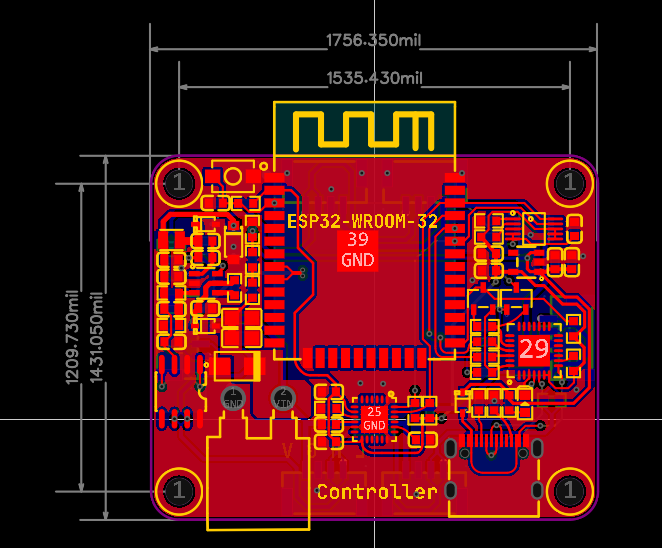 1756.350mil
1535.430mil
1
1
ESP32-WROOM-32
39
GND
1209.730mil
1431.050mil
29
1
GND
2
VIN
25
GND
Controller
1
1